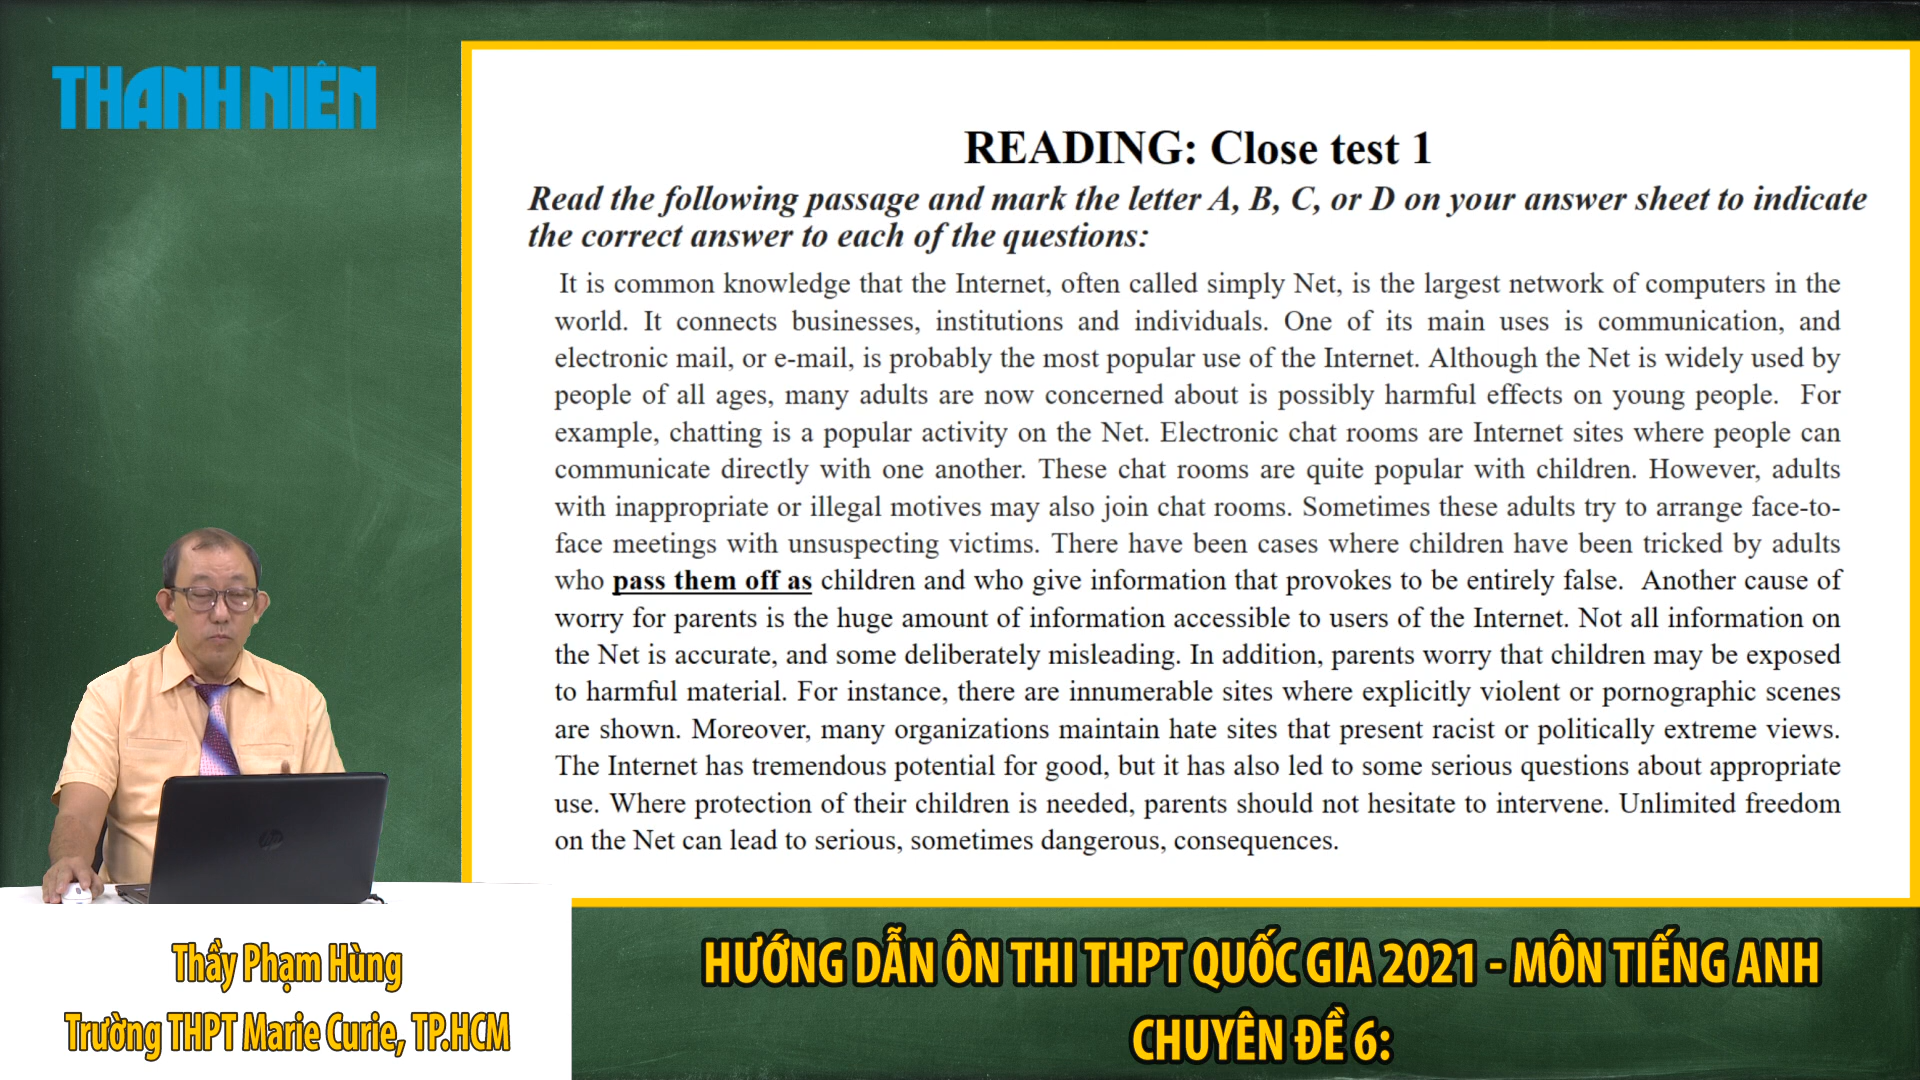 THANH NIÊN
READING: Close test 1
Read the following passage and mark the letter A, B, C, or D on your answer sheet to indicate
the correct answer to each of the questions:
It is common knowledge that the Internet, often called simply Net, is the largest network of computers in the
world. It connects businesses, institutions and individuals. One of its main uses is communication, and
electronic mail, or e-mail, is probably the most popular use of the Internet. Although the Net is widely used by
people of all ages, many adults are now concerned about is possibly harmful effects on young people. For
example, chatting is a popular activity on the Net. Electronic chat rooms are Internet sites where people can
communicate directly with one another. These chat rooms are quite popular with children. However, adults
with inappropriate or illegal motives may also join chat rooms. Sometimes these adults try to arrange face-to-
face meetings with unsuspecting victims. There have been cases where children have been tricked by adults
who pass them off as children and who give information that provokes to be entirely false. Another cause of
worry for parents is the huge amount of information accessible to users of the Internet. Not all information on
the Net is accurate, and some deliberately misleading. In addition, parents worry that children may be exposed
to harmful material. For instance, there are innumerable sites where explicitly violent or pornographic scenes
are shown. Moreover, many organizations maintain hate sites that present racist or politically extreme views.
The Internet has tremendous potential for good, but it has also led to some serious questions about appropriate
use. Where protection of their children is needed, parents should not hesitate to intervene. Unlimited freedom
on the Net can lead to serious, sometimes dangerous, consequences.
hp
Thầy Phạm Hùng
Trường THPT Marie Curie, TP.HCM
HƯỚNG DẪN ÔN THI THPT QUỐC GIA 2021 - MÔN TIẾNG ANH
CHUYÊN ĐỀ 6: